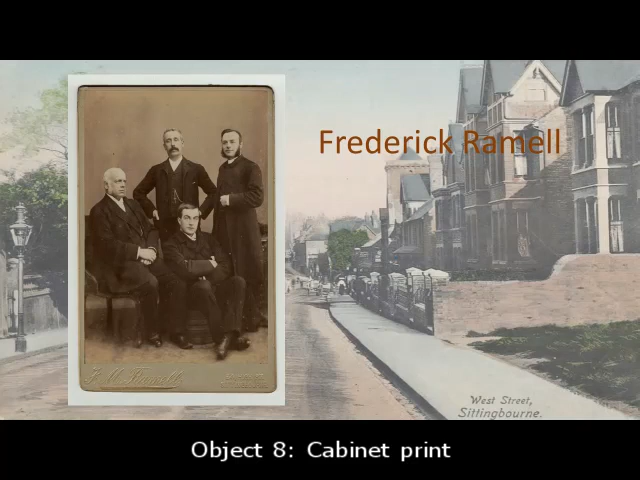 Frederick Ramell
West Street,
Sittingbourne.
Object 8: Cabinet print